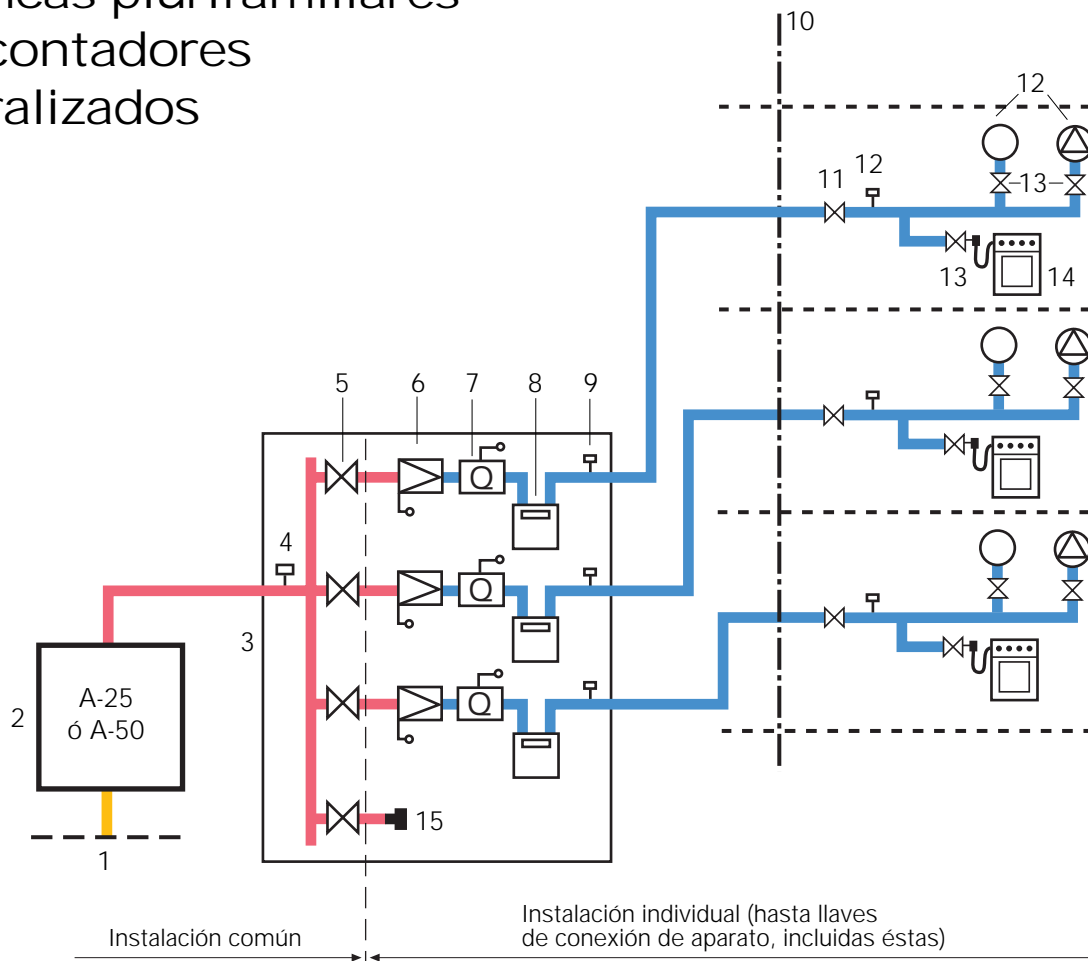 contadores
10
12
11
12
13
13
14
5
6
7
8
9
Q
4
Q
3
A-25
2
ó A-50
Q
15
1
Instalación común
Instalación individual (hasta llaves
de conexión de aparato, incluidas éstas)